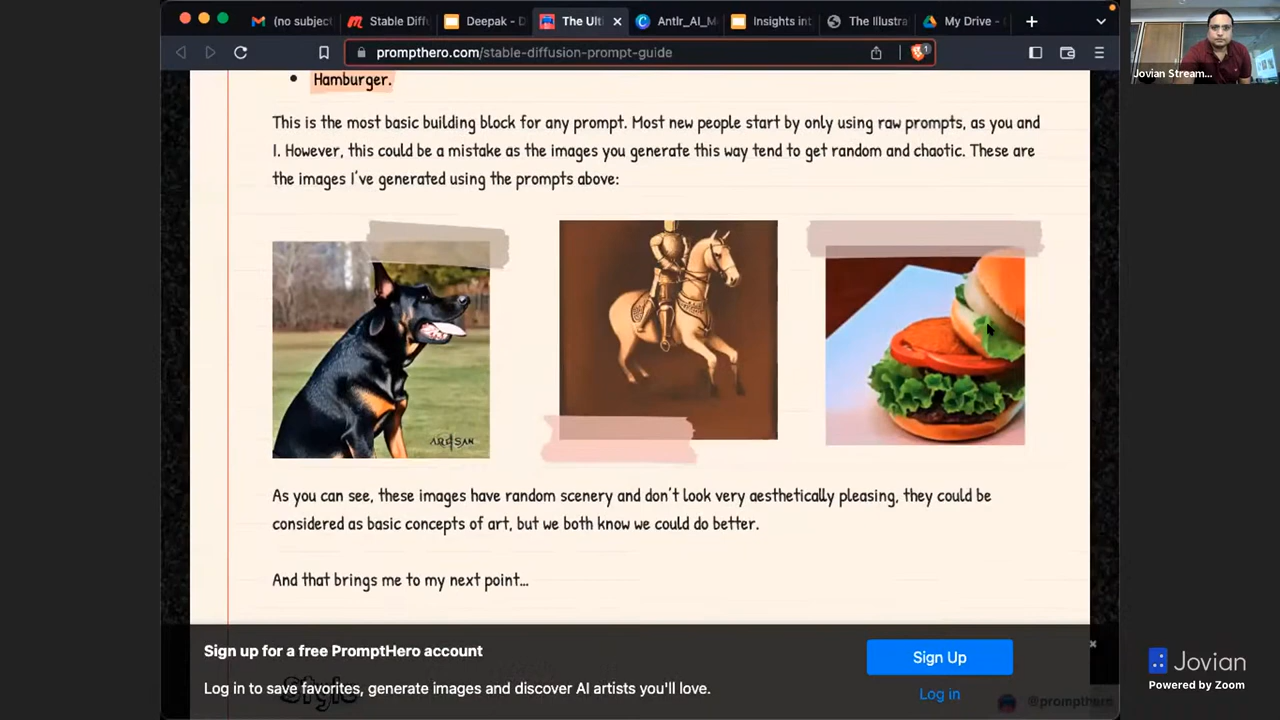 (no subject
Stable Diff
Deepak - D
The Ulti
Antlr_AI_M
Insights int
The Illustra
My Drive - G
prompthero.com/stable-diffusion-prompt-guide
1
Jovian Stream...
Hamburger.
This is the most basic building block for any prompt. Most new people start by only using raw prompts, as you and
I. However, this could be a mistake as the images you generate this way tend to get random and chaotic. These are
the images I've generated using the prompts above:
ARTISAN
As you can see, these images have random scenery and don't look very aesthetically pleasing, they could be
considered as basic concepts of art, but we both know we could do better.
And that brings me to my next point...
Sign up for a free PromptHero account
Sign Up
Log in to save favorites, generate images and discover AI artists you'll love.
Log in
Style
@prompthero
Jovian
Powered by Zoom